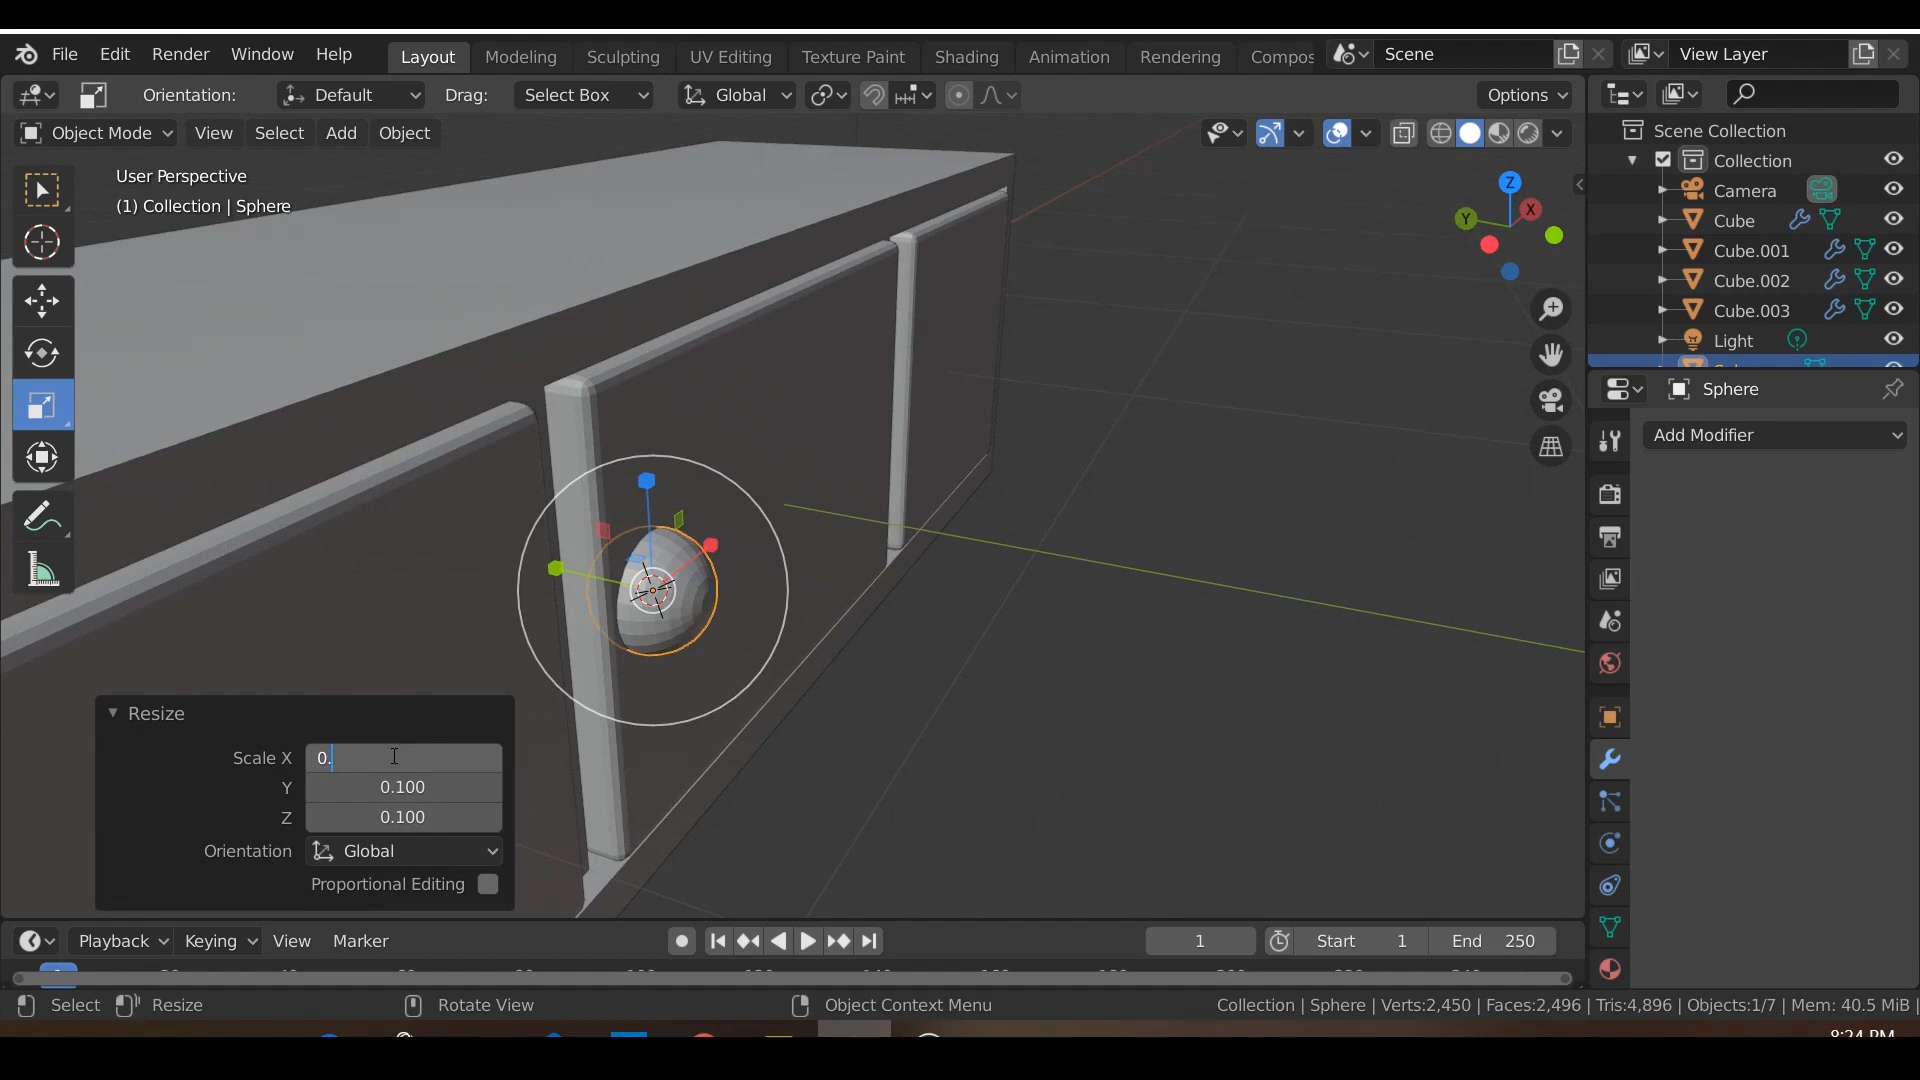 File Edit Render Window Help Layout Modeling Sculpting UV Editing Texture Paint Shading Animation Rendering Compos Scene View Layer
Orientation: Default Drag: Select Box Global Options
Object Mode View Select Add Object
Scene Collection
Collection
Camera
Cube
Cube.001
Cube.002
Cube.003
Light
User Perspective
(1) Collection | Sphere
Z
X
Y
Sphere
Add Modifier
Resize
Scale X 0.
Y 0.100
Z 0.100
Orientation Global
Proportional Editing
Playback Keying View Marker 1 Start 1 End 250
Select Resize Rotate View Object Context Menu Collection | Sphere | Verts:2,450 | Faces:2,496 | Tris:4,896 | Objects:1/7 | Mem: 40.5 MiB |
8:24 PM